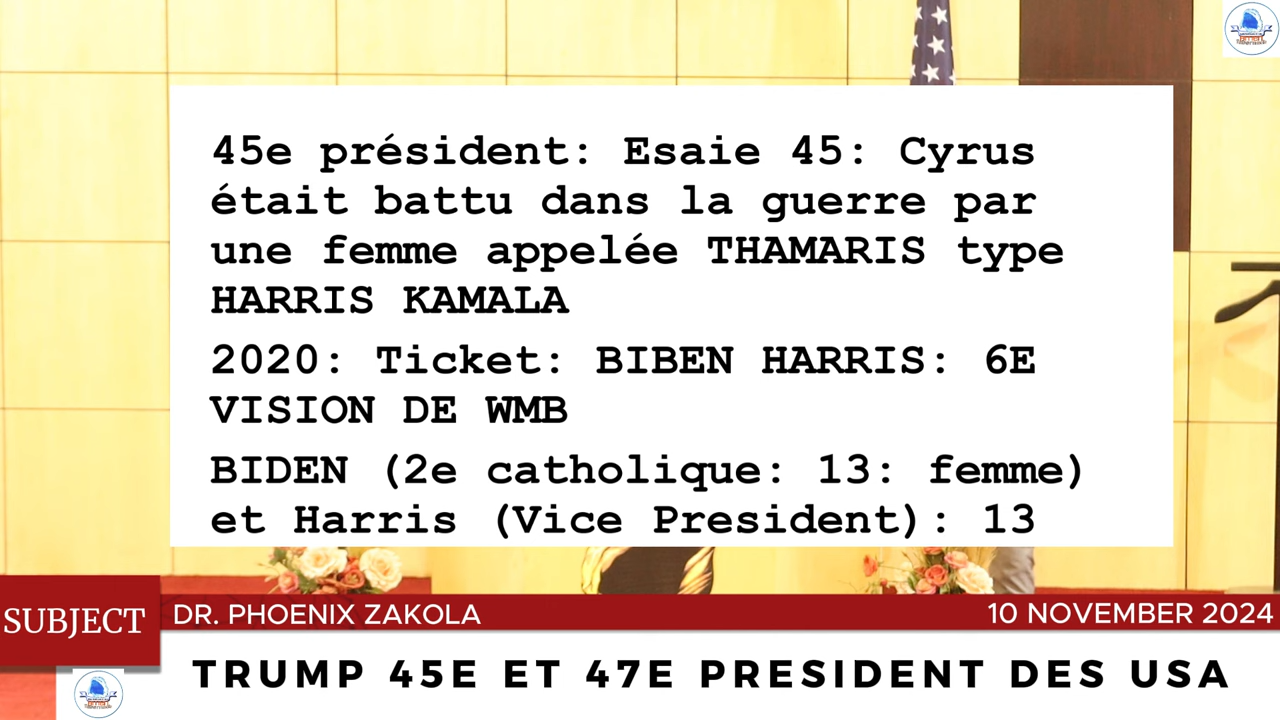 45e président: Esaie 45: Cyrus
était battu dans la guerre par
une femme appelée THAMARIS type
HARRIS KAMALA
2020: Ticket: BIBEN HARRIS: 6E
VISION DE WMB
BIDEN (2e catholique: 13: femme)
et Harris (Vice President): 13
SUBJECT
DR. PHOENIX ZAKOLA
10 NOVEMBER 2024
TRUMP 45E ET 47E PRESIDENT DES USA